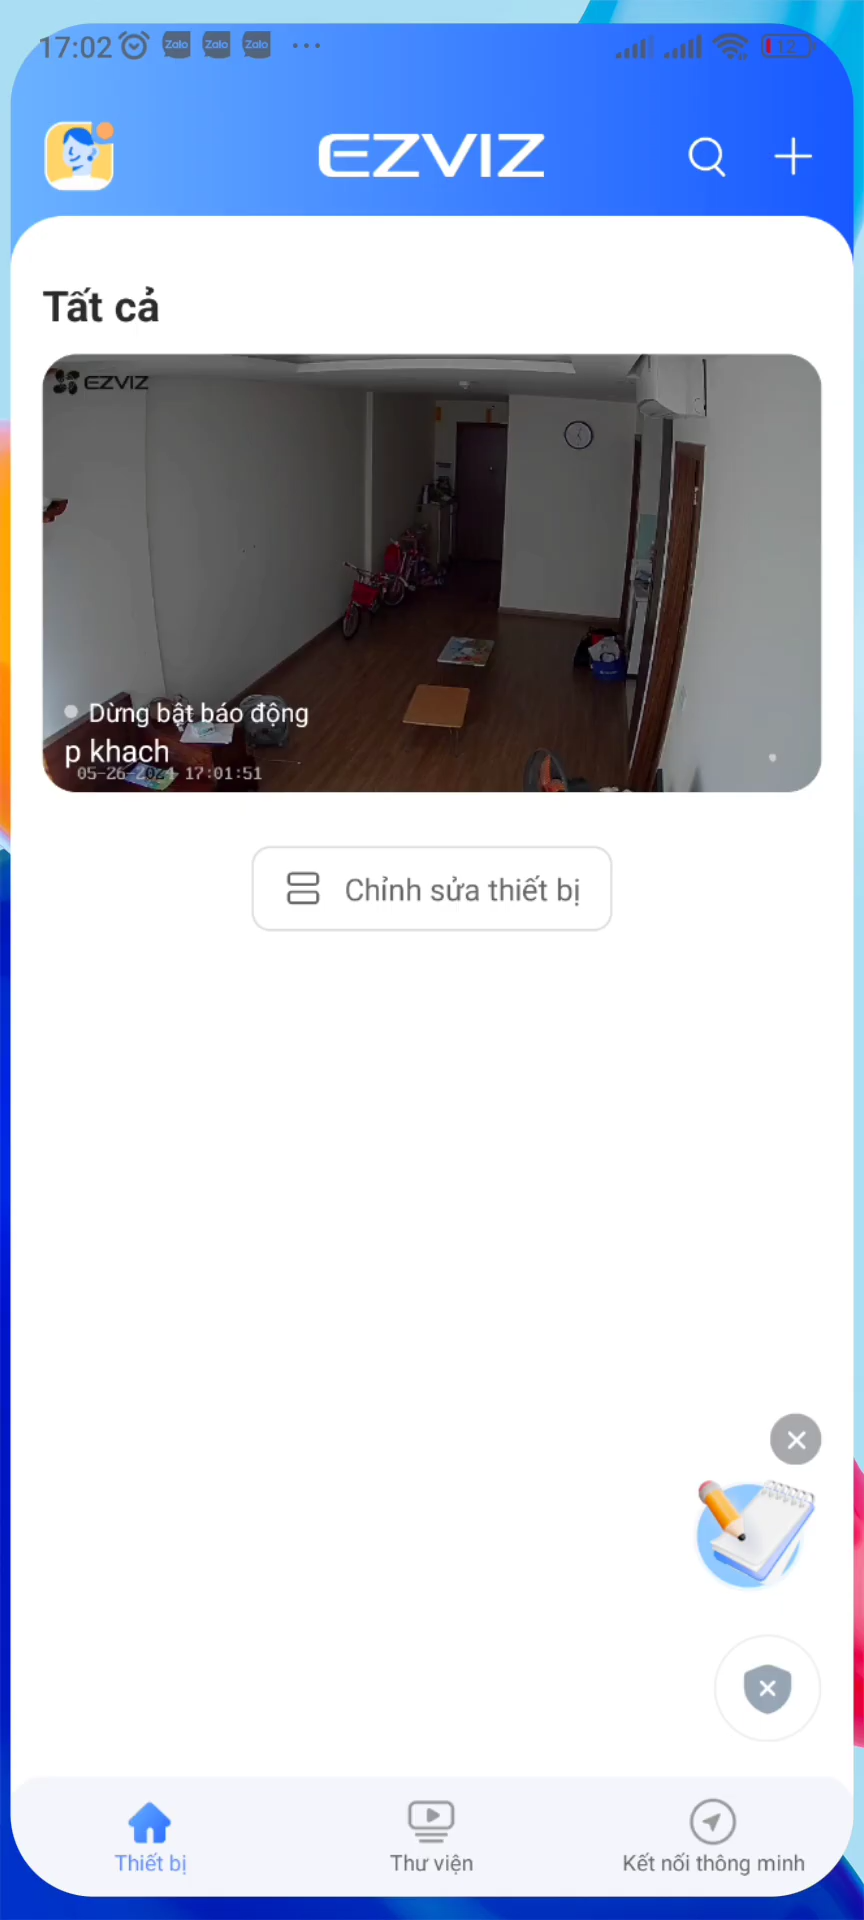 17:02 Zalo Zalo Zalo ... 12
EZVIZ
Tất cả
EZVIZ
Dừng bật báo động
p khach
05-26-2024 17:01:51
Chỉnh sửa thiết bị
Thiết bị
Thư viện
Kết nối thông minh